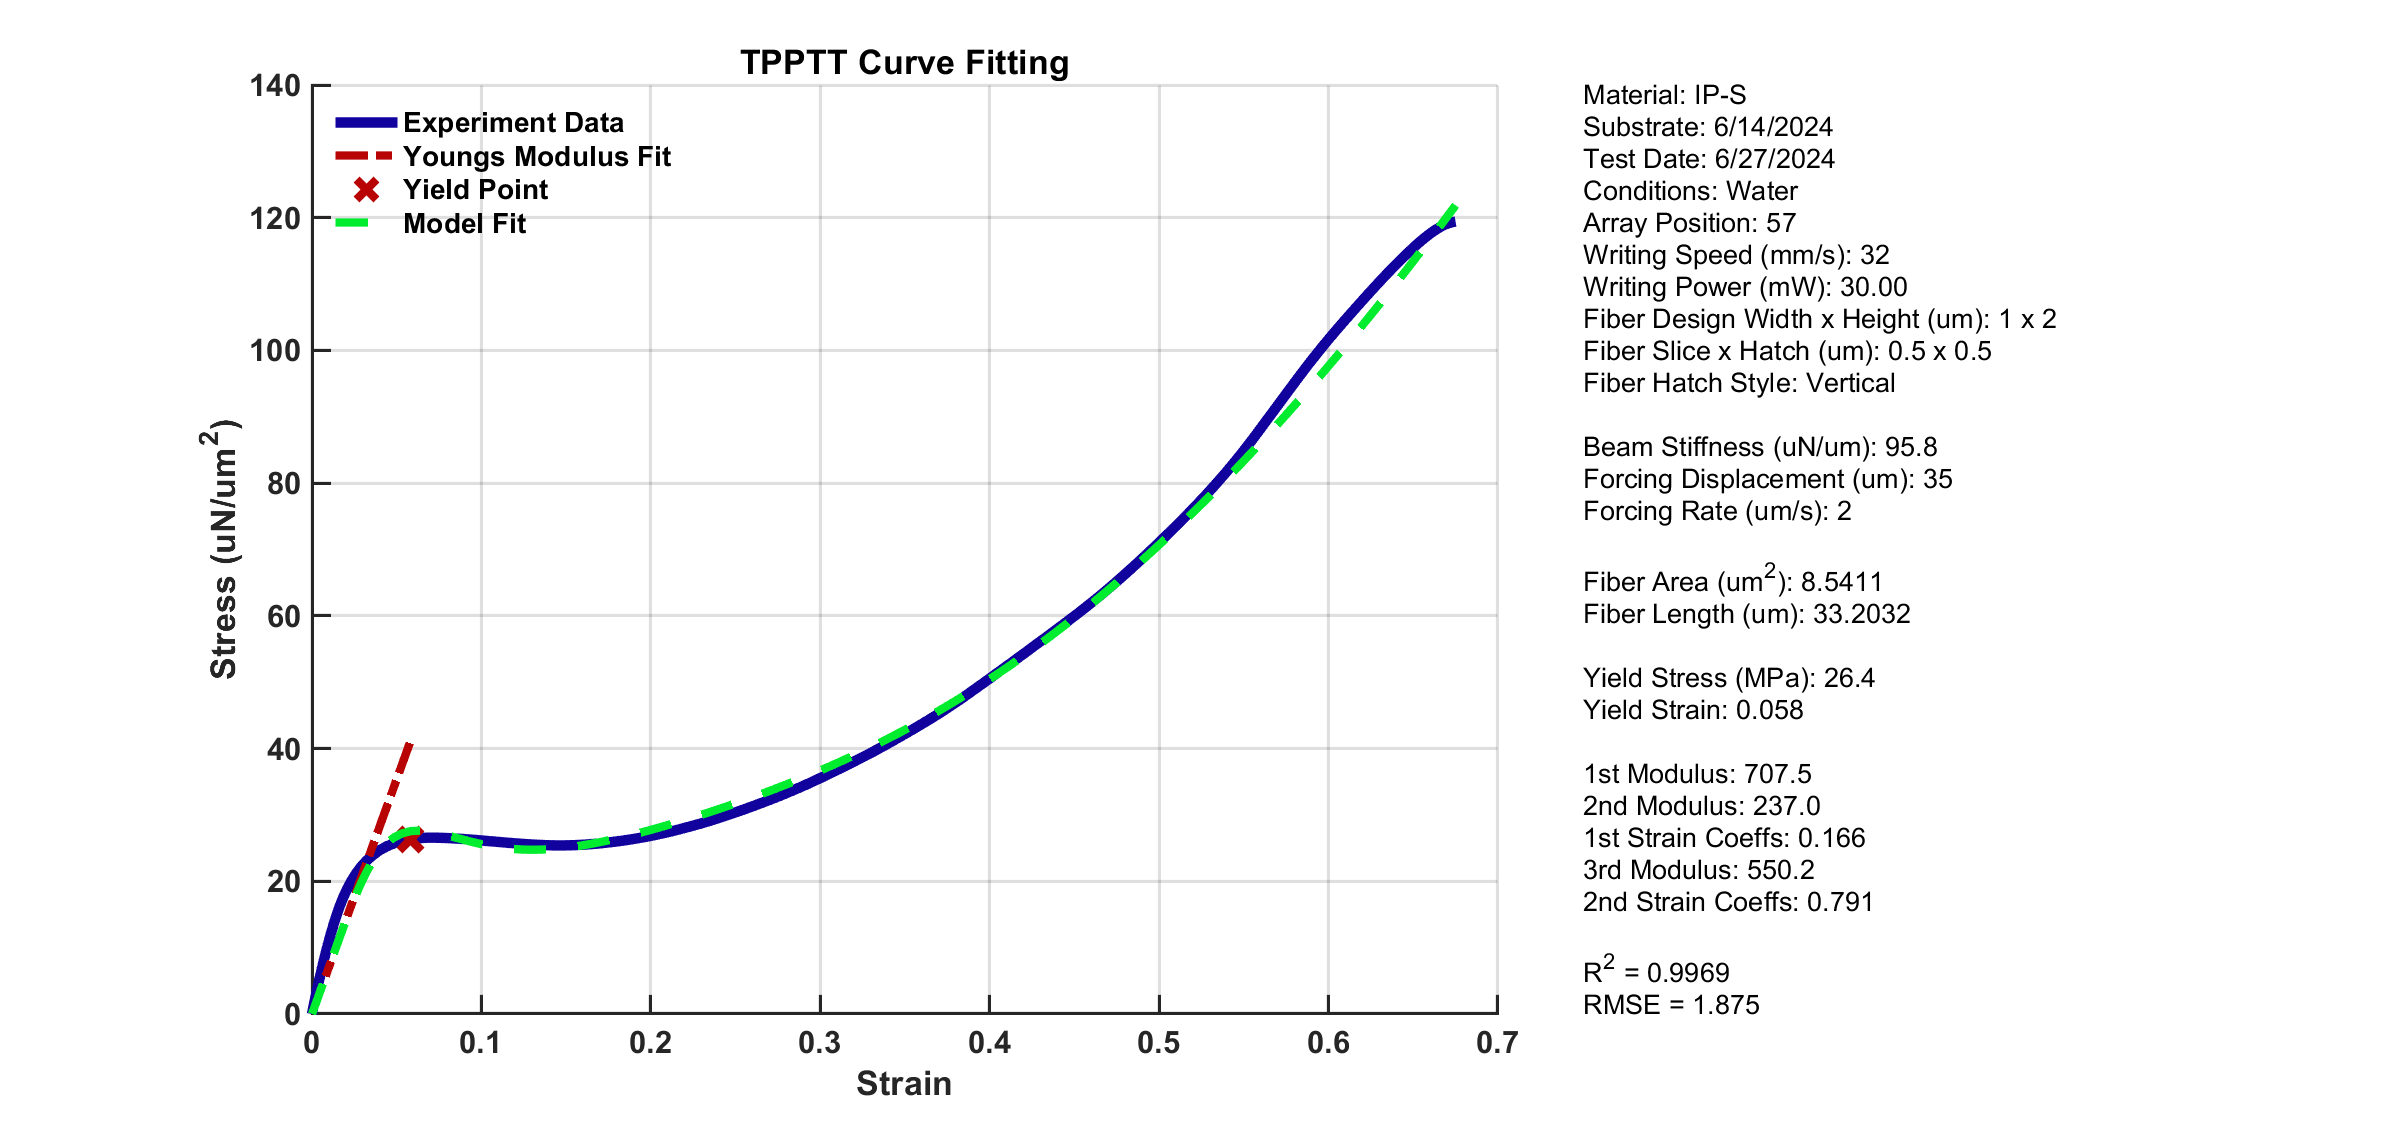 TPPTT Curve Fitting
140
120
100
80
60
40
20
0
Stress (uN/um²)
Experiment Data
Youngs Modulus Fit
Yield Point
Model Fit
0 0.1 0.2 0.3 0.4 0.5 0.6 0.7
Strain
Material: IP-S
Substrate: 6/14/2024
Test Date: 6/27/2024
Conditions: Water
Array Position: 57
Writing Speed (mm/s): 32
Writing Power (mW): 30.00
Fiber Design Width x Height (um): 1 x 2
Fiber Slice x Hatch (um): 0.5 x 0.5
Fiber Hatch Style: Vertical
Beam Stiffness (uN/um): 95.8
Forcing Displacement (um): 35
Forcing Rate (um/s): 2
Fiber Area (um²): 8.5411
Fiber Length (um): 33.2032
Yield Stress (MPa): 26.4
Yield Strain: 0.058
1st Modulus: 707.5
2nd Modulus: 237.0
1st Strain Coeffs: 0.166
3rd Modulus: 550.2
2nd Strain Coeffs: 0.791
R² = 0.9969
RMSE = 1.875